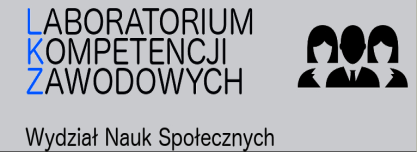 LABORATORIUM
KOMPETENCJI
ZAWODOWYCH
Wydział Nauk Społecznych